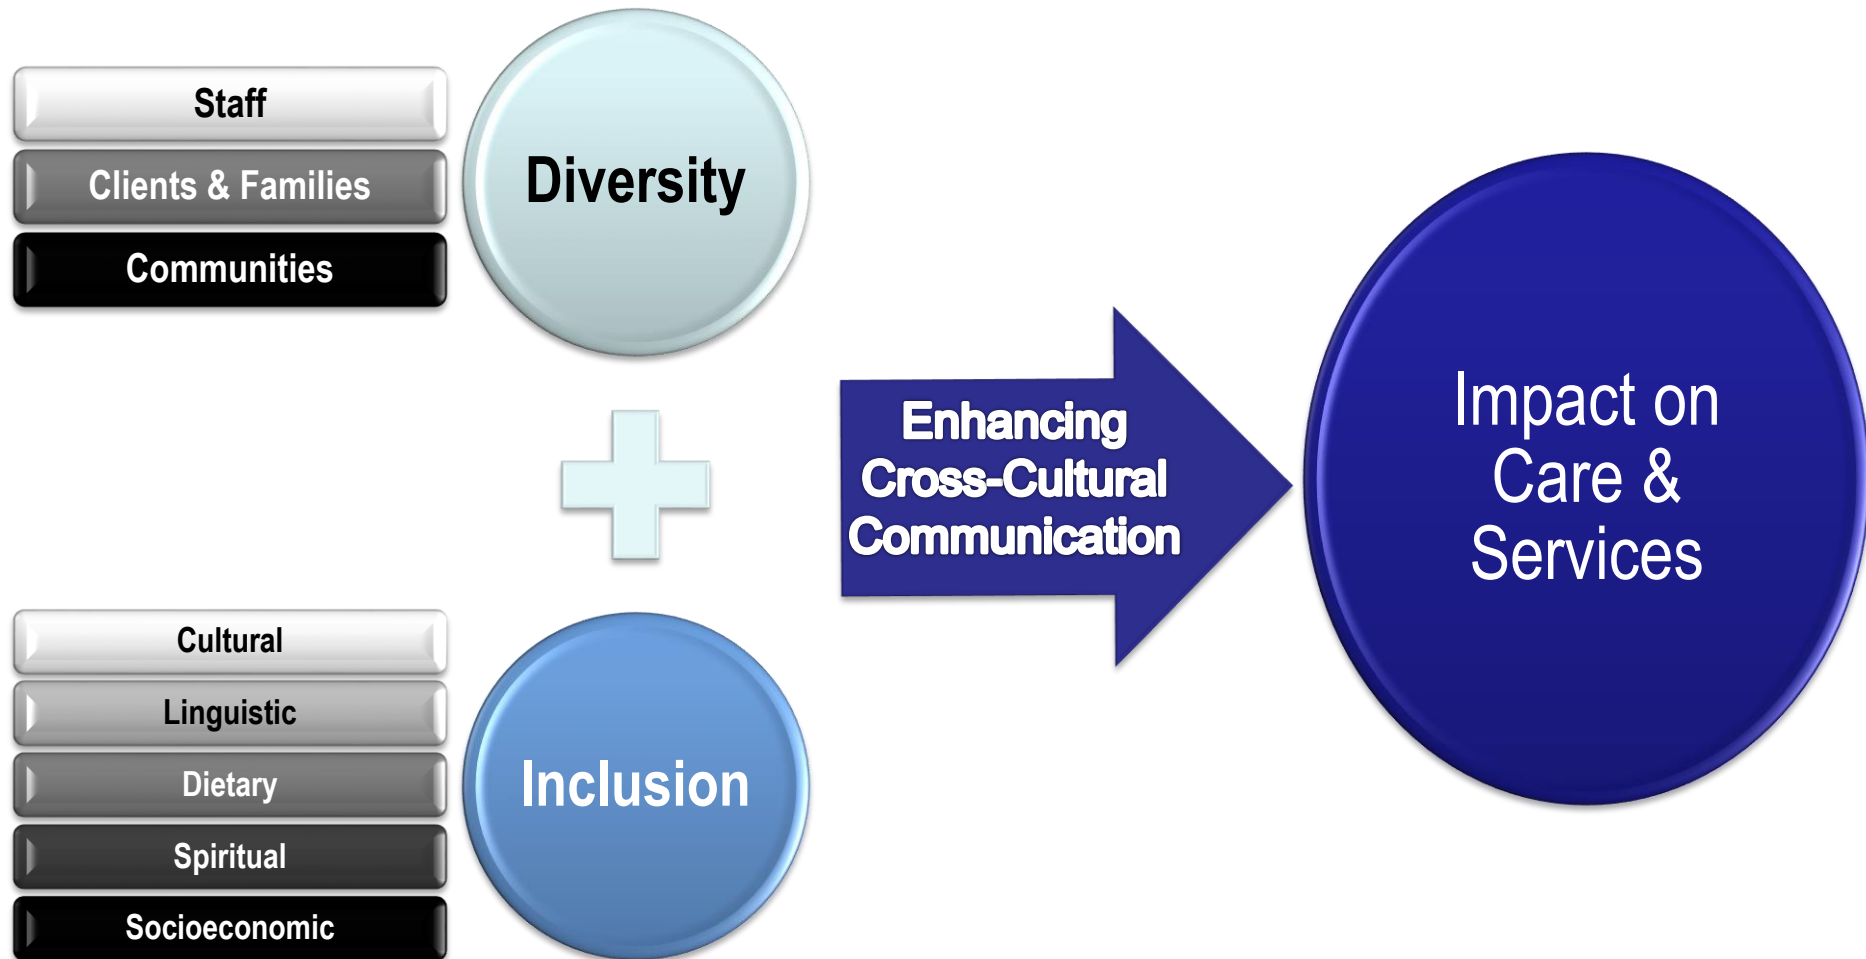 Staff
Clients & Families
Communities
Diversity
Cultural
Linguistic
Dietary
Spiritual
Socioeconomic
Inclusion
Enhancing
Cross-Cultural
Communication
Impact on
Care &
Services